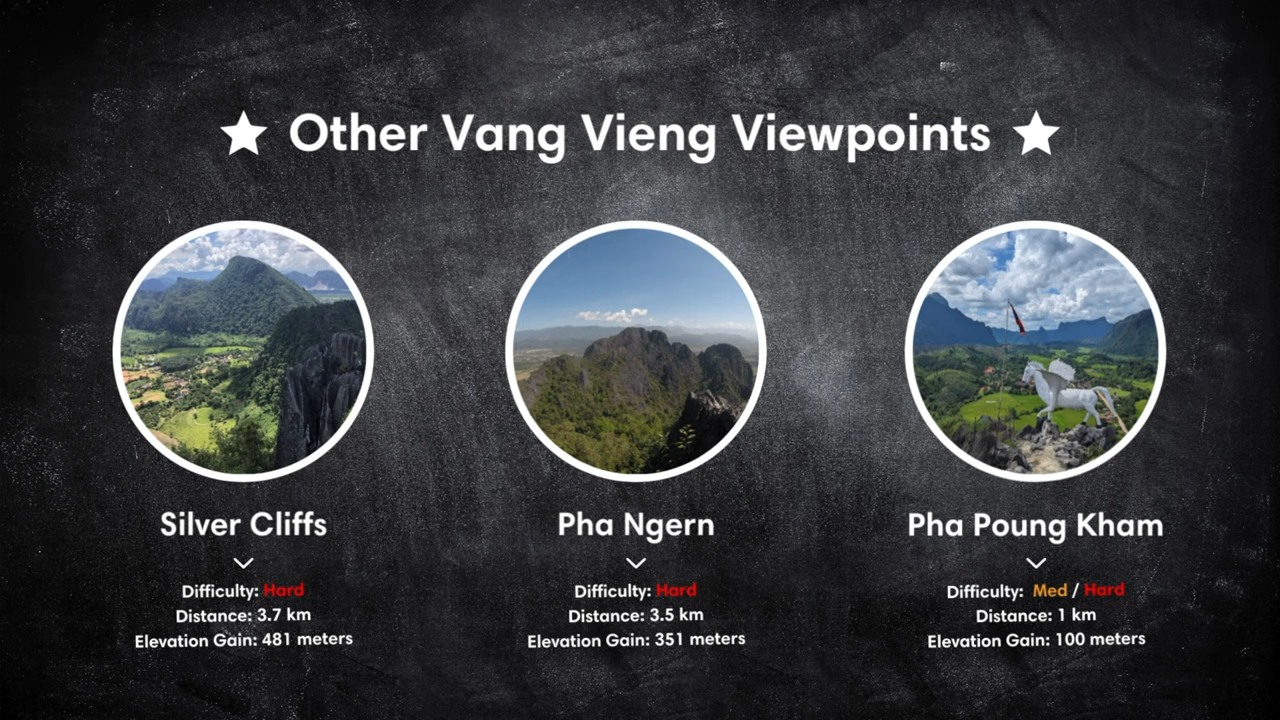 Other Vang Vieng Viewpoints
Silver Cliffs
Difficulty: Hard
Distance: 3.7 km
Elevation Gain: 481 meters
Pha Ngern
Difficulty: Hard
Distance: 3.5 km
Elevation Gain: 351 meters
Pha Poung Kham
Difficulty: Med / Hard
Distance: 1 km
Elevation Gain: 100 meters